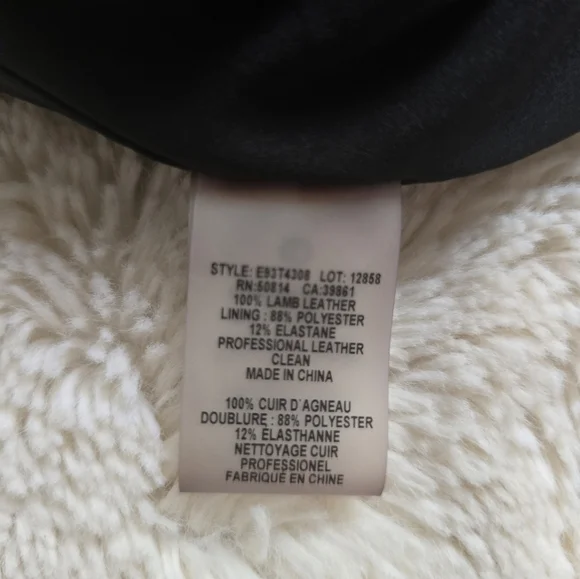 STYLE: E93T4308 LOT: 12858
RN:50814 CA:39861
100% LAMB LEATHER
LINING : 88% POLYESTER
12% ELASTANE
PROFESSIONAL LEATHER
CLEAN
MADE IN CHINA
100% CUIR D'AGNEAU
DOUBLURE : 88% POLYESTER
12% ELASTHANNE
NETTOYAGE CUIR
PROFESSIONEL
FABRIQUÉ EN CHINE